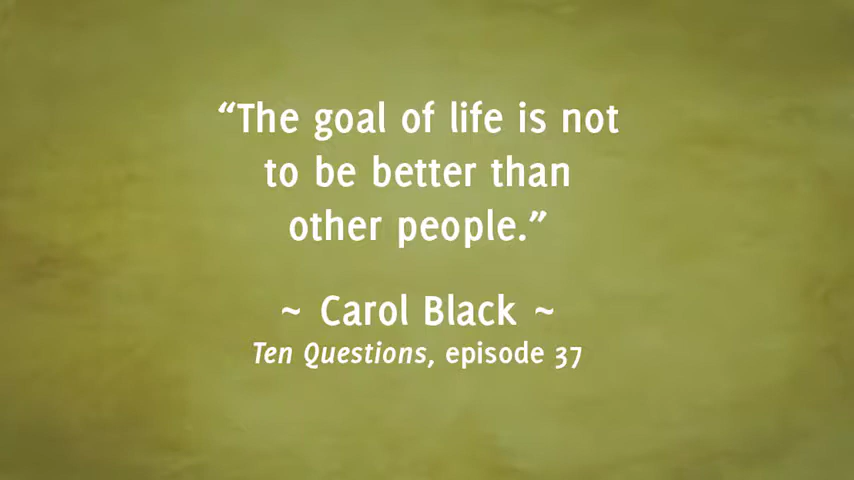 “The goal of life is not
to be better than
other people.”
~ Carol Black ~
Ten Questions, episode 37